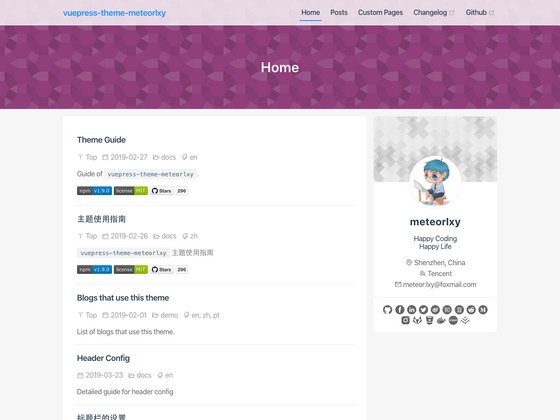 vuepress-theme-meteorlxy
Home Posts Custom Pages Changelog Github
Home
Theme Guide
Top 2019-02-27 docs en
Guide of vuepress-theme-meteorlxy .
npm v1.9.0 license MIT Stars 296
主题使用指南
Top 2019-02-26 docs zh
vuepress-theme-meteorlxy 主题使用指南
npm v1.9.0 license MIT Stars 296
Blogs that use this theme
Top 2019-02-01 demo en, zh, pt
List of blogs that use this theme.
Header Config
2019-03-23 docs en
Detailed guide for header config
标题栏的设置
meteorlxy
Happy Coding
Happy Life
Shenzhen, China
Tencent
meteor.lxy@foxmail.com